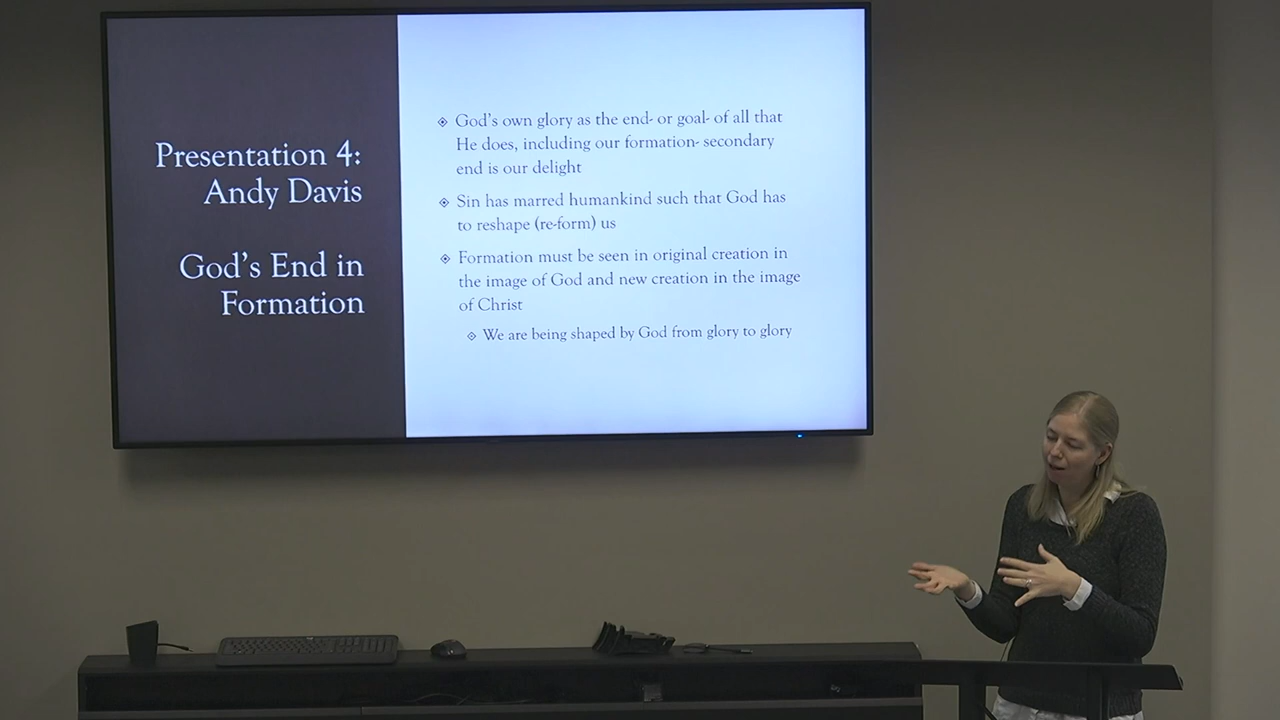 Presentation 4:
Andy Davis
God's End in
Formation
God's own glory as the end- or goal- of all that
He does, including our formation- secondary
end is our delight
Sin has marred humankind such that God has
to reshape (re-form) us
Formation must be seen in original creation in
the image of God and new creation in the image
of Christ
We are being shaped by God from glory to glory